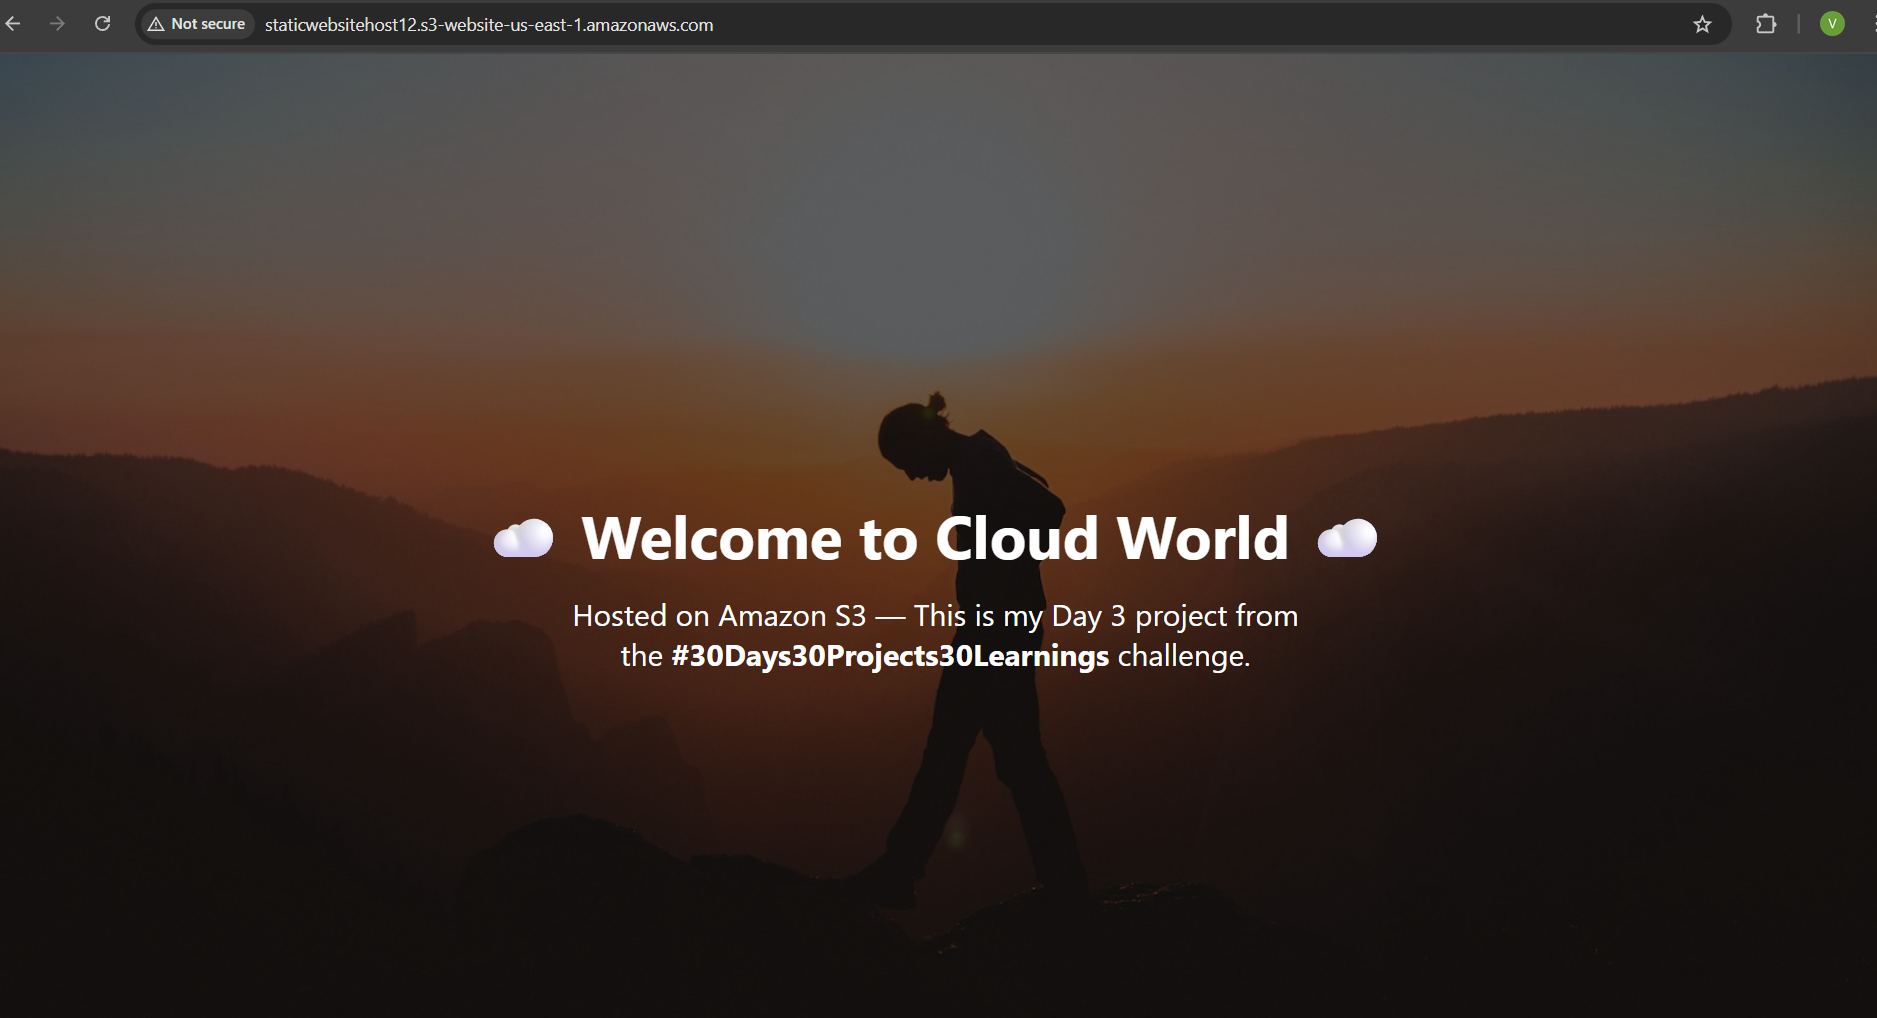 Not secure staticwebsitehost12.s3-website-us-east-1.amazonaws.com V
☁️ Welcome to Cloud World ☁️
Hosted on Amazon S3 — This is my Day 3 project from
the #30Days30Projects30Learnings challenge.